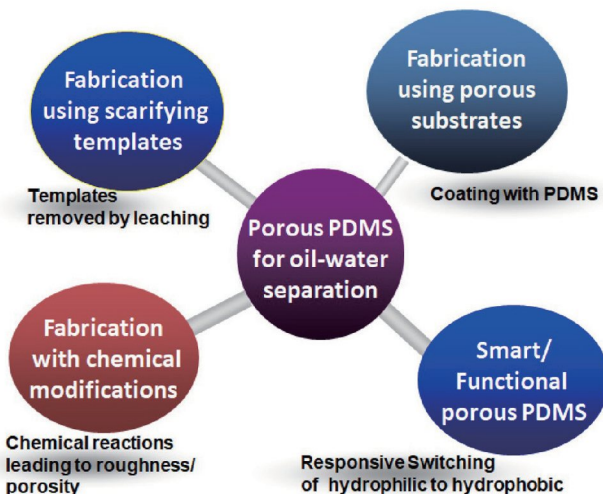 Fabrication
using scarifying
templates
Templates
removed by leaching
Fabrication
using porous
substrates
Coating with PDMS
Porous PDMS
for oil-water
separation
Fabrication
with chemical
modifications
Chemical reactions
leading to roughness/
porosity
Smart/
Functional
porous PDMS
Responsive Switching
of hydrophilic to hydrophobic